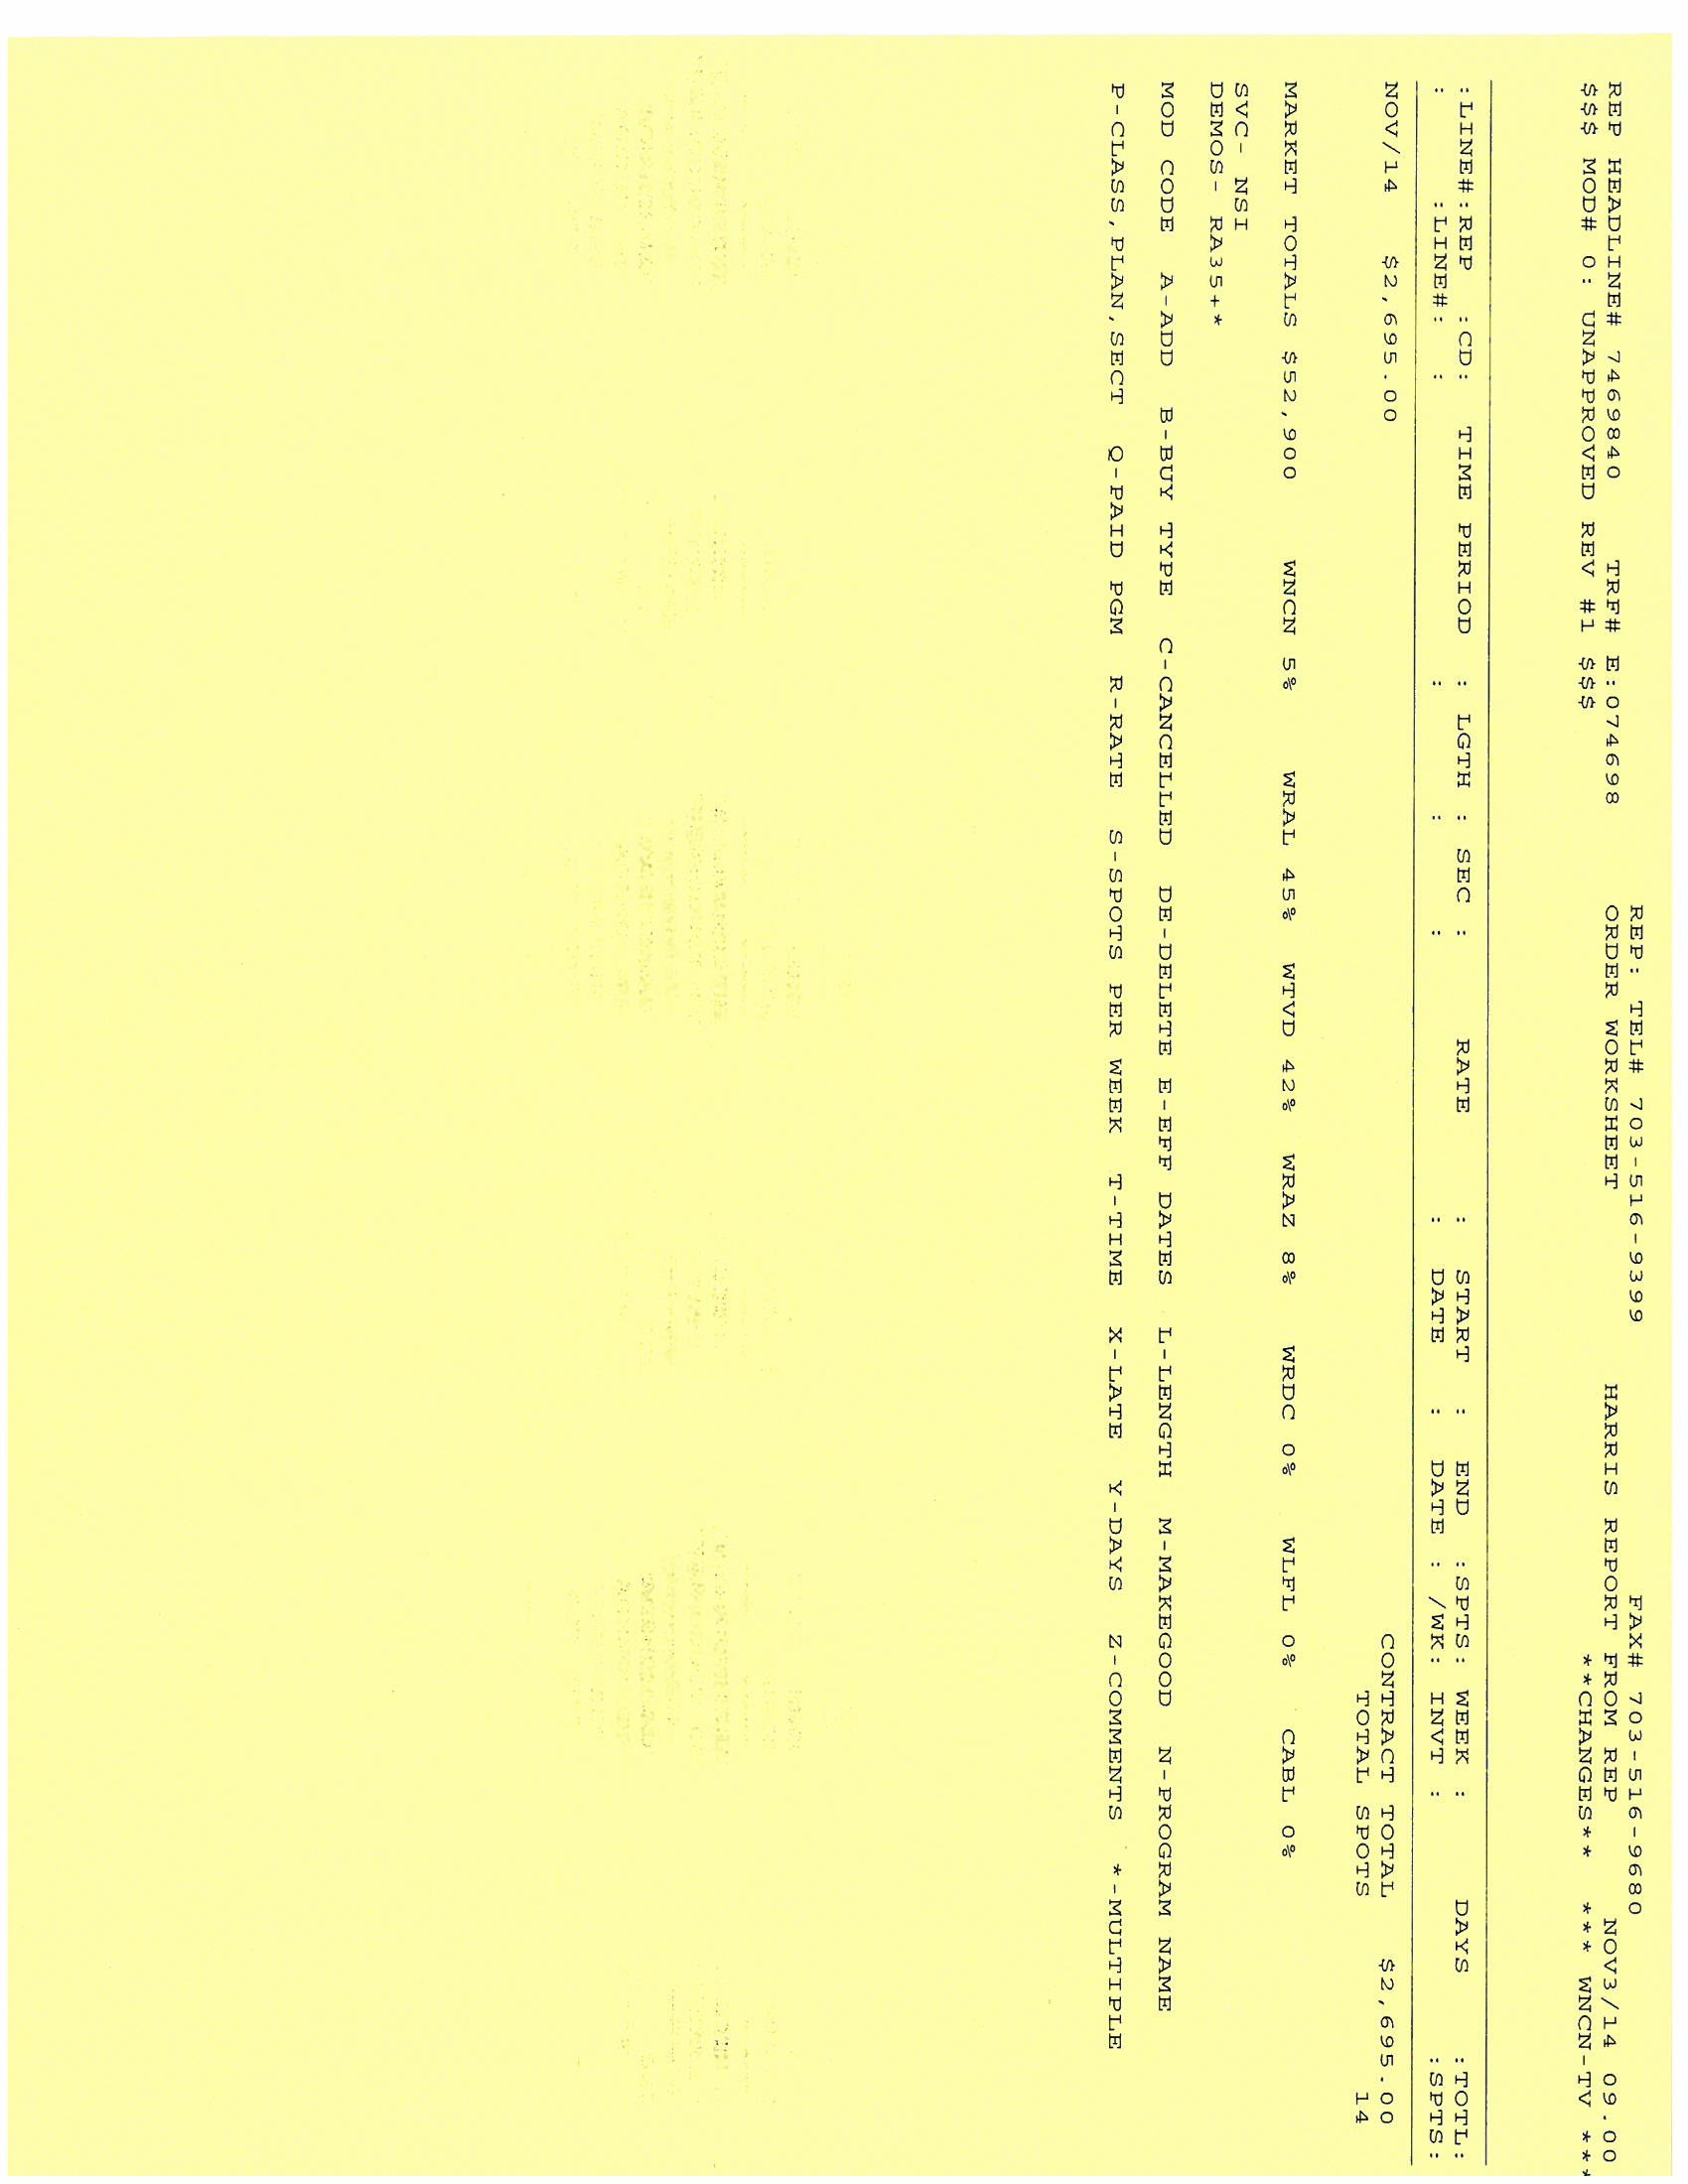 REP: TEL# 703-516-9399 FAX# 703-516-9680
REP HEADLINE# 7469840 TRF# E:074698 ORDER WORKSHEET HARRIS REPORT FROM REP NOV3/14 09.00
$$$ MOD# 0: UNAPPROVED REV #1 $$$ **CHANGES** *** WNCN-TV ***
:LINE#:REP :CD: TIME PERIOD : LGTH : SEC : RATE : START : END :SPTS: WEEK : DAYS :TOTL:
: :LINE#: : : : : : DATE : DATE : /WK: INVT : :SPTS:
NOV/14 $2,695.00 CONTRACT TOTAL $2,695.00
TOTAL SPOTS 14
MARKET TOTALS $52,900 WNCN 5% WRAL 45% WTVD 42% WRAZ 8% WRDC 0% WLFL 0% CABL 0%
SVC- NSI
DEMOS- RA35+*
MOD CODE A-ADD B-BUY TYPE C-CANCELLED DE-DELETE E-EFF DATES L-LENGTH M-MAKEGOOD N-PROGRAM NAME
P-CLASS,PLAN,SECT Q-PAID PGM R-RATE S-SPOTS PER WEEK T-TIME X-LATE Y-DAYS Z-COMMENTS *-MULTIPLE